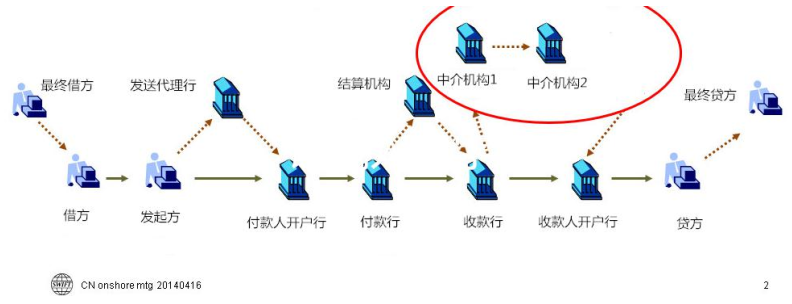 中介机构1
中介机构2
最终借方
发送代理行
结算机构
最终贷方
借方
发起方
付款人开户行
付款行
收款行
收款人开户行
贷方
SWIFT
CN onshore mtg 20140416
2